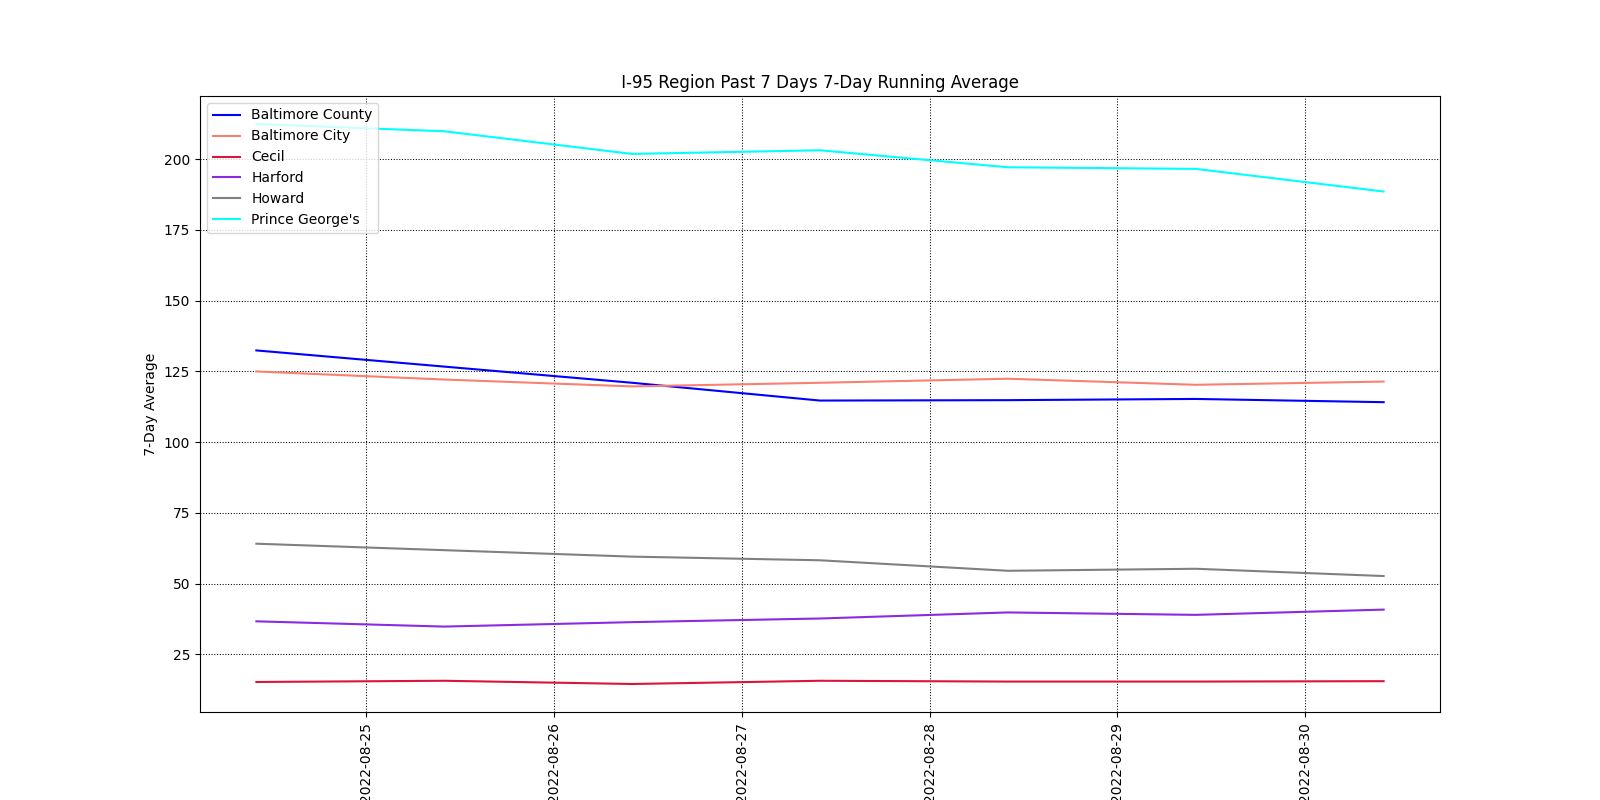 I-95 Region Past 7 Days 7-Day Running Average
Baltimore County
Baltimore City
Cecil
Harford
Howard
Prince George's
7-Day Average
200
175
150
125
100
75
50
25
2022-08-25
2022-08-26
2022-08-27
2022-08-28
2022-08-29
2022-08-30